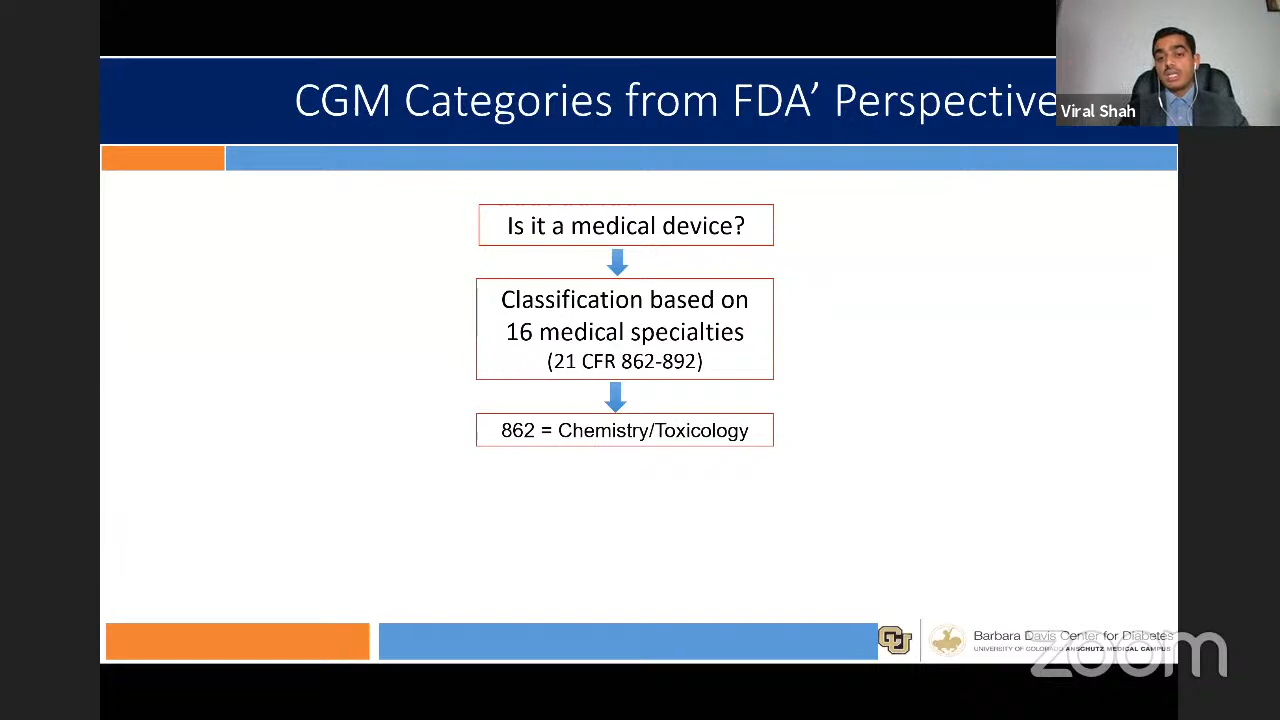 CGM Categories from FDA’ Perspective
Viral Shah
Is it a medical device?
Classification based on
16 medical specialties
(21 CFR 862-892)
862 = Chemistry/Toxicology
CU
Barbara Davis Center for Diabetes
UNIVERSITY OF COLORADO ANSCHUTZ MEDICAL CAMPUS
zoom